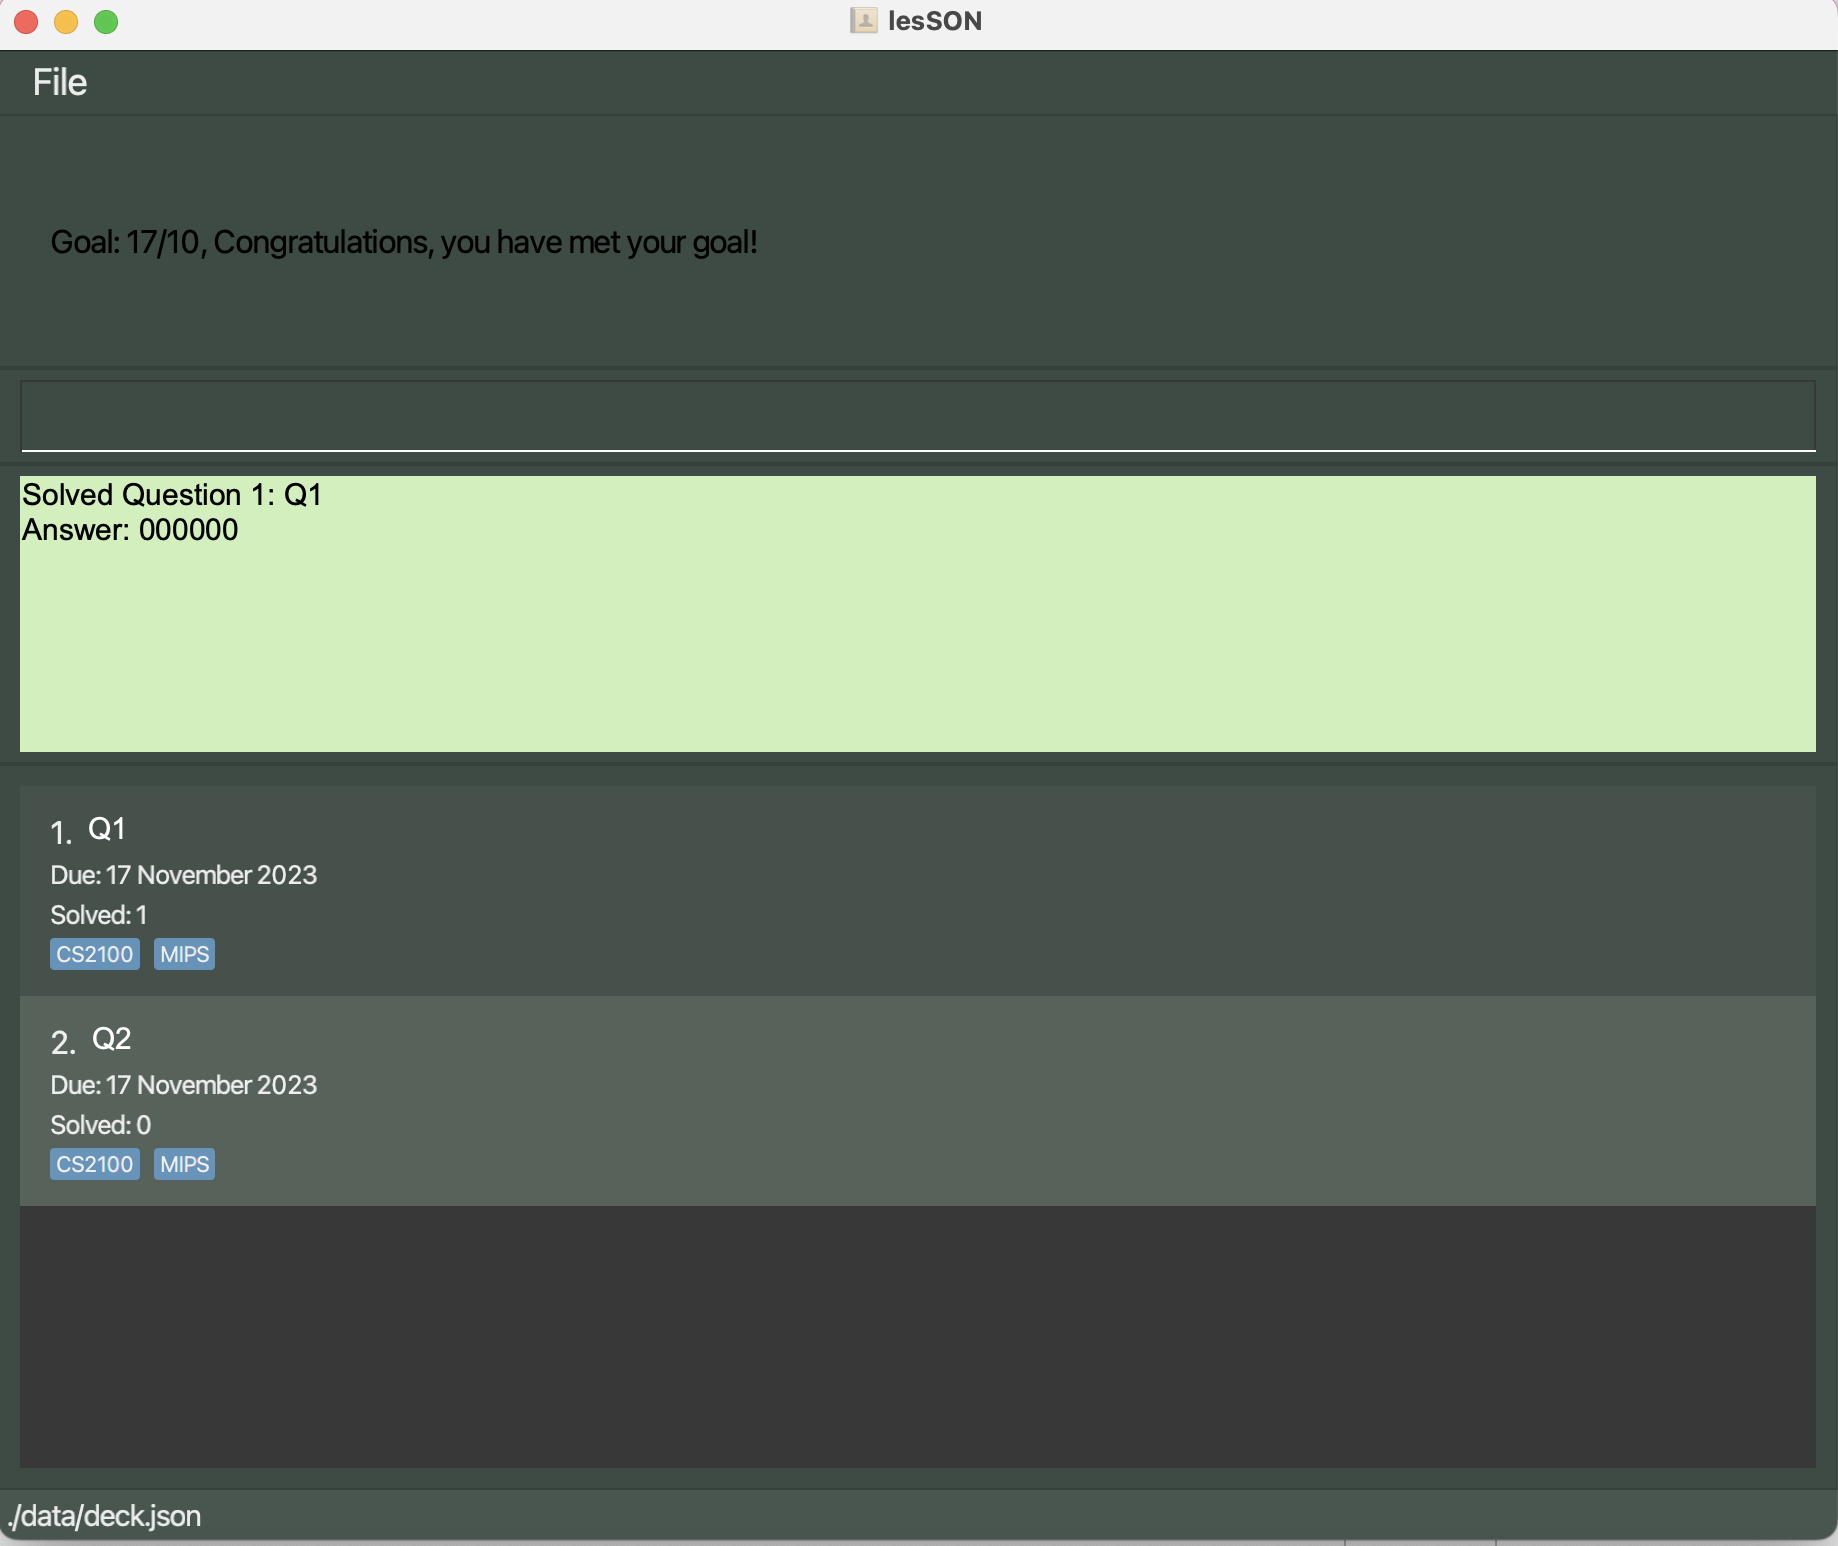 lesSON
File
Goal: 17/10, Congratulations, you have met your goal!
Solved Question 1: Q1
Answer: 000000
1. Q1
Due: 17 November 2023
Solved: 1
CS2100 MIPS
2. Q2
Due: 17 November 2023
Solved: 0
CS2100 MIPS
./data/deck.json